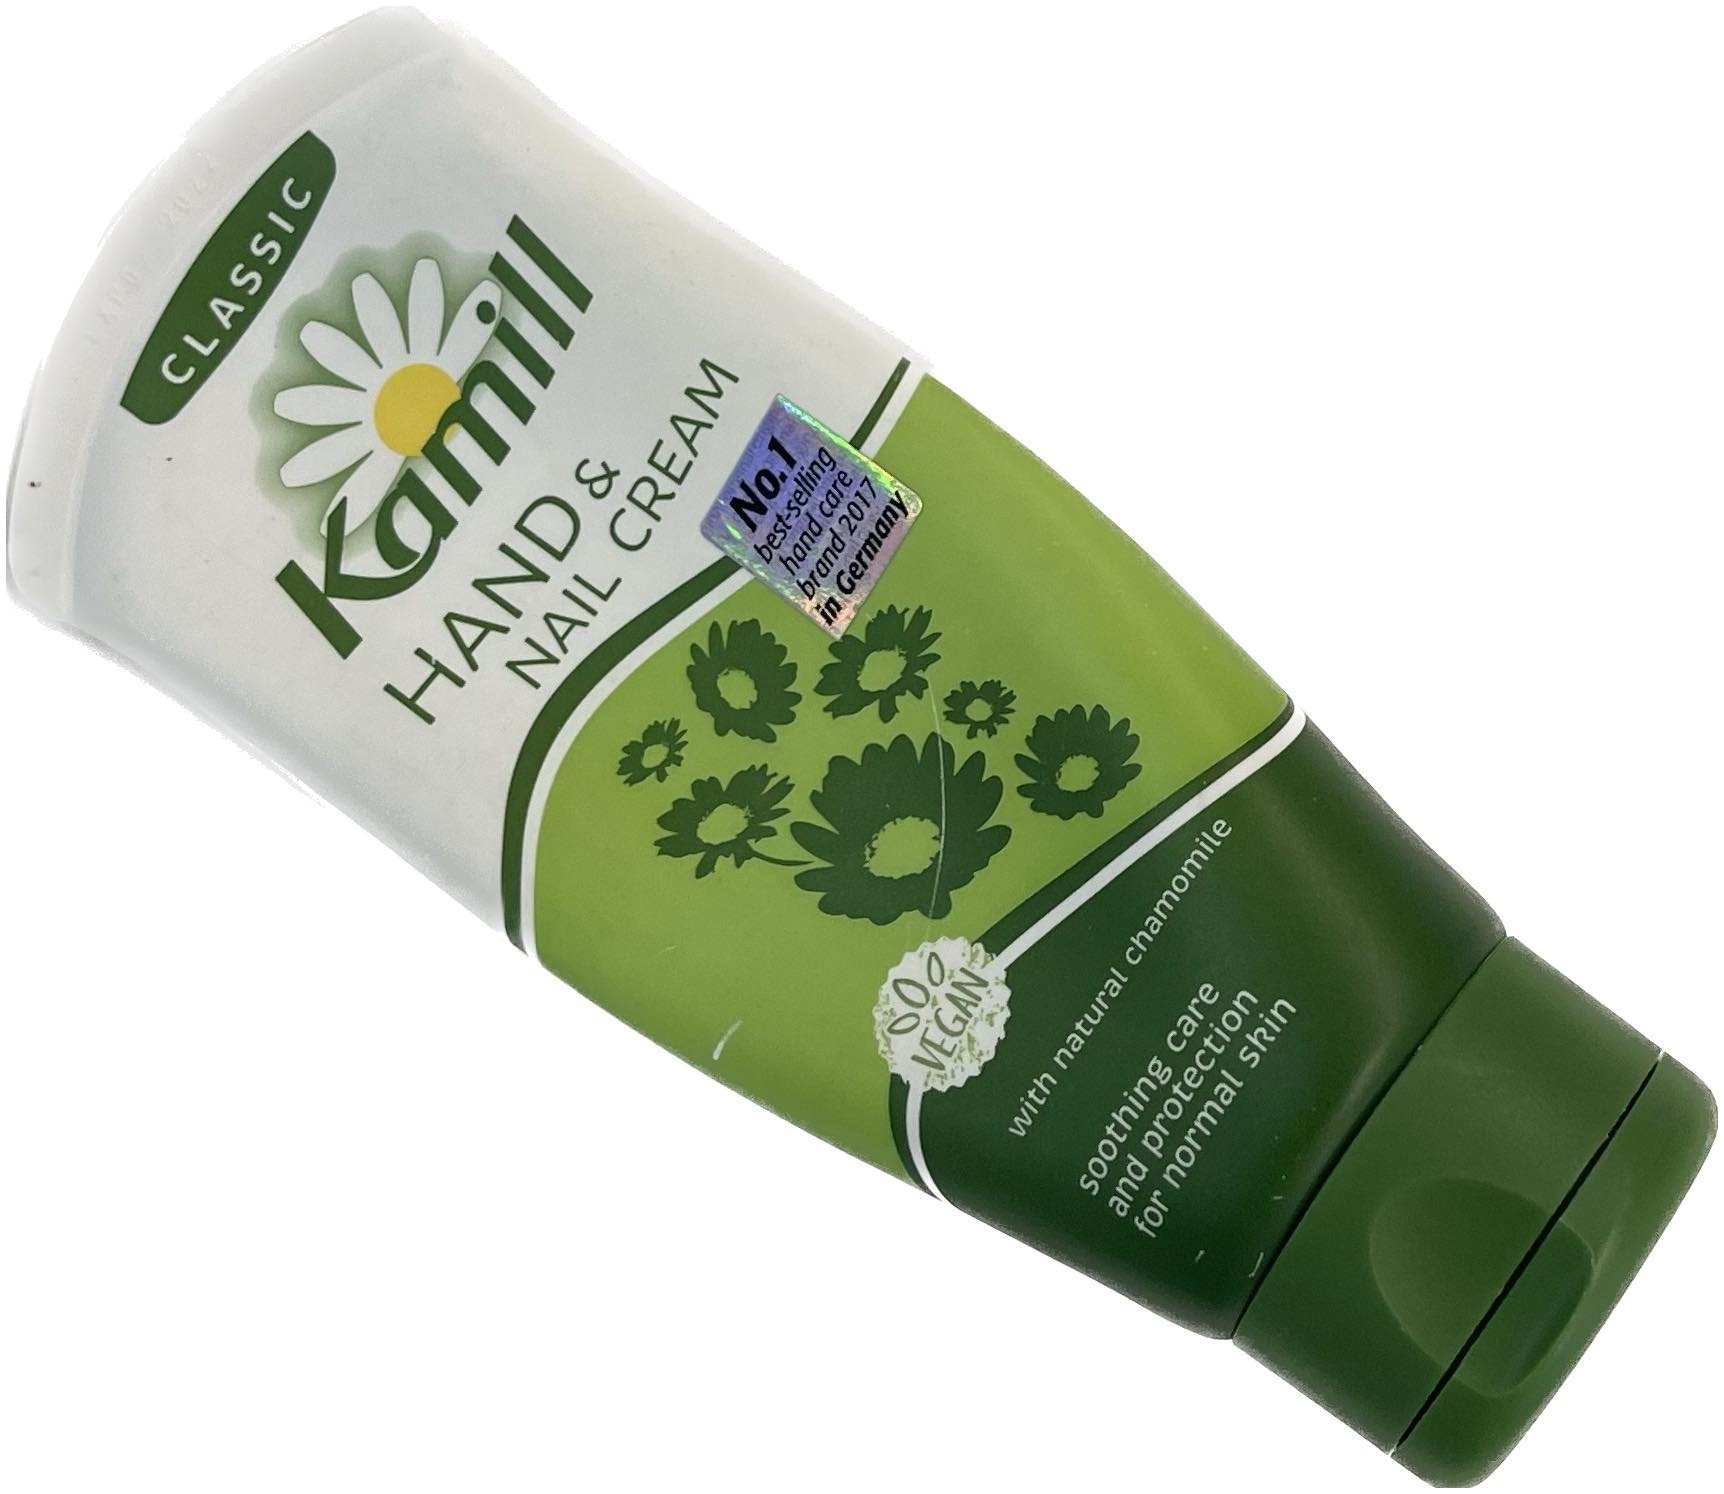 CLASSIC
Kamill
HAND &
NAIL CREAM
No.1
best-selling
hand care
brand 2017
in Germany
VEGAN
with natural chamomile
soothing care
and protection
for normal skin